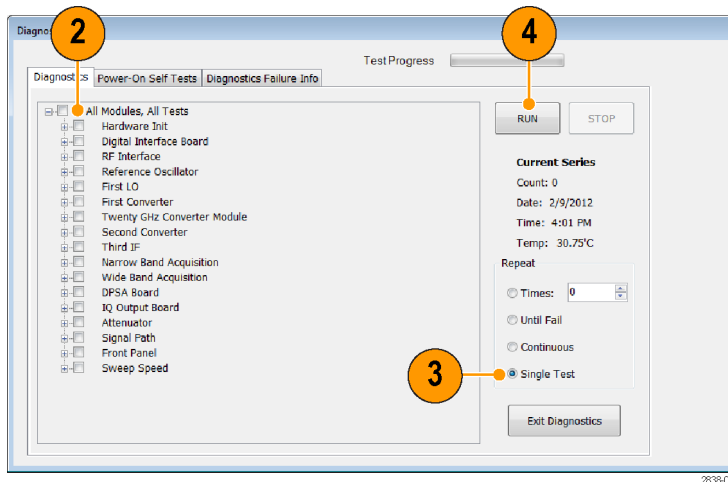 Diagnos
2
4
Test Progress
Diagnostics
Power-On Self Tests
Diagnostics Failure Info
All Modules, All Tests
Hardware Init
Digital Interface Board
RF Interface
Reference Oscillator
First LO
First Converter
Twenty GHz Converter Module
Second Converter
Third IF
Narrow Band Acquisition
Wide Band Acquisition
DPSA Board
IQ Output Board
Attenuator
Signal Path
Front Panel
Sweep Speed
RUN
STOP
Current Series
Count: 0
Date: 2/9/2012
Time: 4:01 PM
Temp: 30.75'C
Repeat
Times: 0
Until Fail
Continuous
3
Single Test
Exit Diagnostics